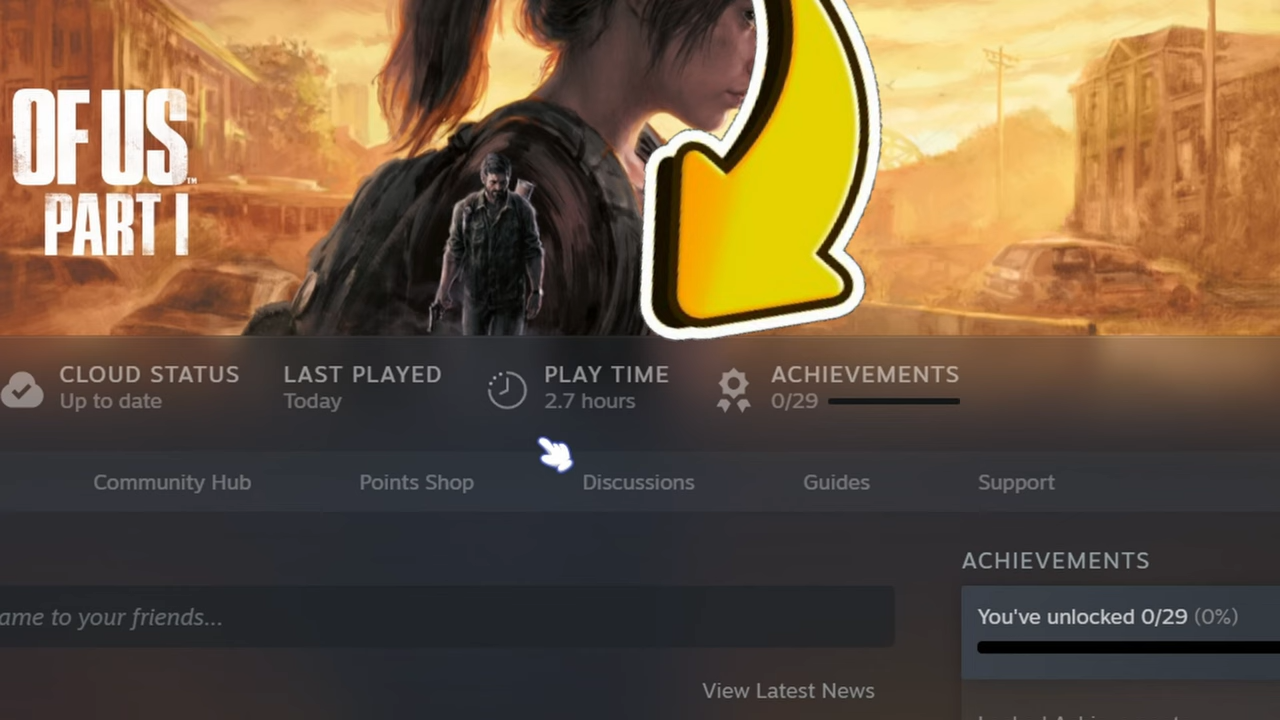 OF US™
PART I
CLOUD STATUS
Up to date
LAST PLAYED
Today
PLAY TIME
2.7 hours
ACHIEVEMENTS
0/29
Community Hub
Points Shop
Discussions
Guides
Support
ACHIEVEMENTS
ame to your friends...
You've unlocked 0/29 (0%)
View Latest News